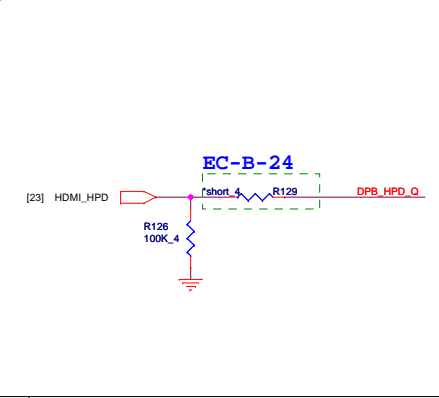 EC-B-24
*short_4 R129
DPB_HPD_Q
[23] HDMI_HPD
R126
100K_4